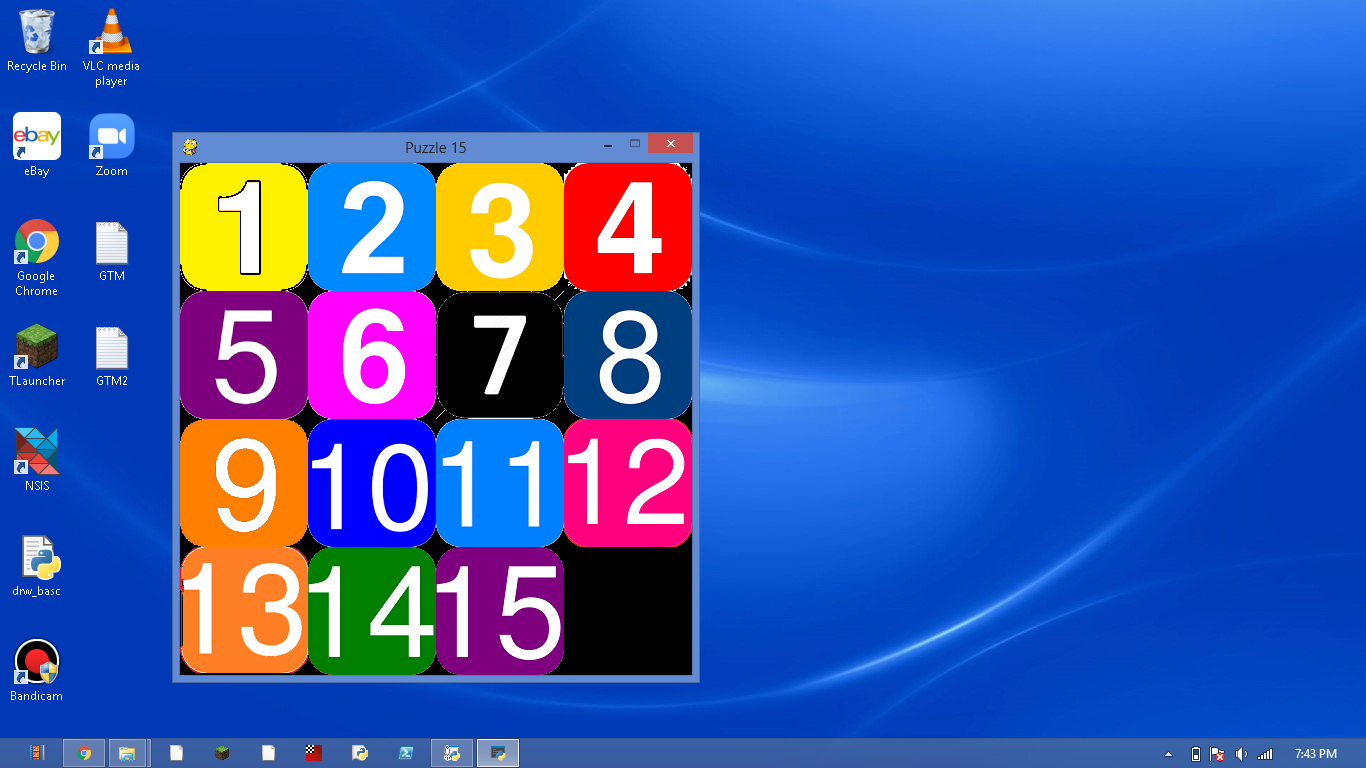 Recycle Bin
VLC media
player
ebay
eBay
Zoom
Google
Chrome
GTM
TLauncher
GTM2
NSIS
drw_basc
Bandicam
Puzzle 15
1 2 3 4
5 6 7 8
9 10 11 12
13 14 15
7:43 PM